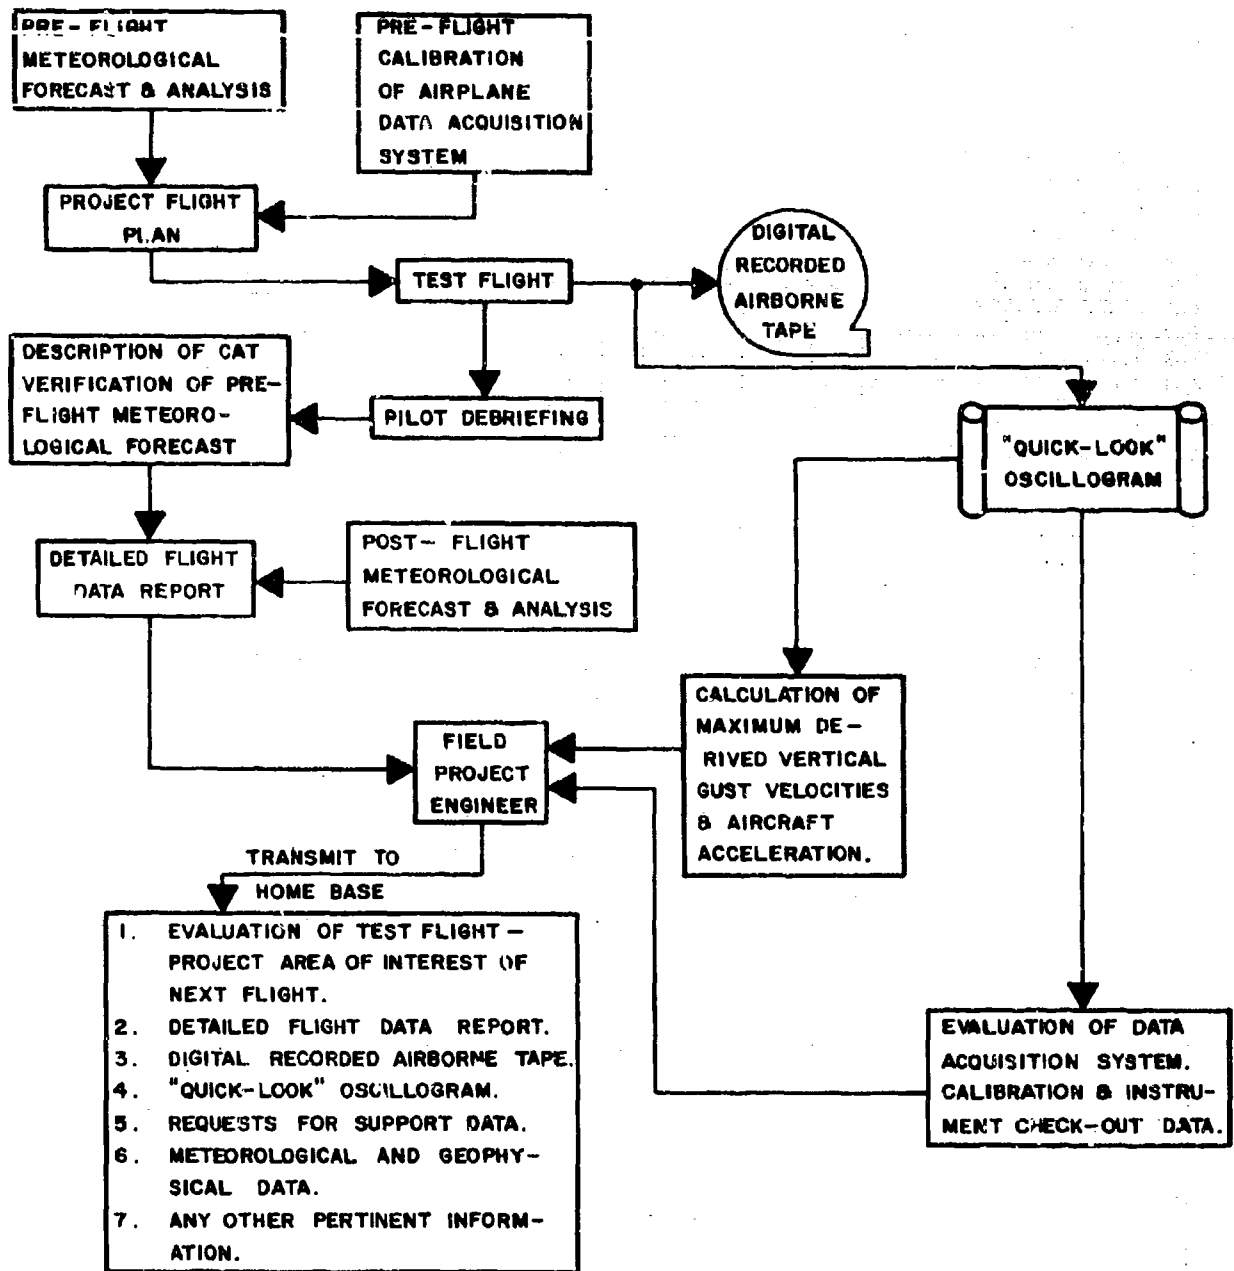 PRE-FLIGHT
METEOROLOGICAL
FORECAST & ANALYSIS
PRE-FLIGHT
CALIBRATION
OF AIRPLANE
DATA ACQUISITION
SYSTEM
PROJECT FLIGHT
PLAN
TEST FLIGHT
DIGITAL
RECORDED
AIRBORNE
TAPE
DESCRIPTION OF CAT
VERIFICATION OF PRE-
FLIGHT METEORO-
LOGICAL FORECAST
PILOT DEBRIEFING
"QUICK-LOOK"
OSCILLOGRAM
DETAILED FLIGHT
DATA REPORT
POST- FLIGHT
METEOROLOGICAL
FORECAST & ANALYSIS
CALCULATION OF
MAXIMUM DE-
RIVED VERTICAL
GUST VELOCITIES
& AIRCRAFT
ACCELERATION.
FIELD
PROJECT
ENGINEER
TRANSMIT TO
HOME BASE
1. EVALUATION OF TEST FLIGHT -
PROJECT AREA OF INTEREST OF
NEXT FLIGHT.
2. DETAILED FLIGHT DATA REPORT.
3. DIGITAL RECORDED AIRBORNE TAPE.
4. "QUICK-LOOK" OSCILLOGRAM.
5. REQUESTS FOR SUPPORT DATA.
6. METEOROLOGICAL AND GEOPHY-
SICAL DATA.
7. ANY OTHER PERTINENT INFORM-
ATION.
EVALUATION OF DATA
ACQUISITION SYSTEM.
CALIBRATION & INSTRU-
MENT CHECK-OUT DATA.